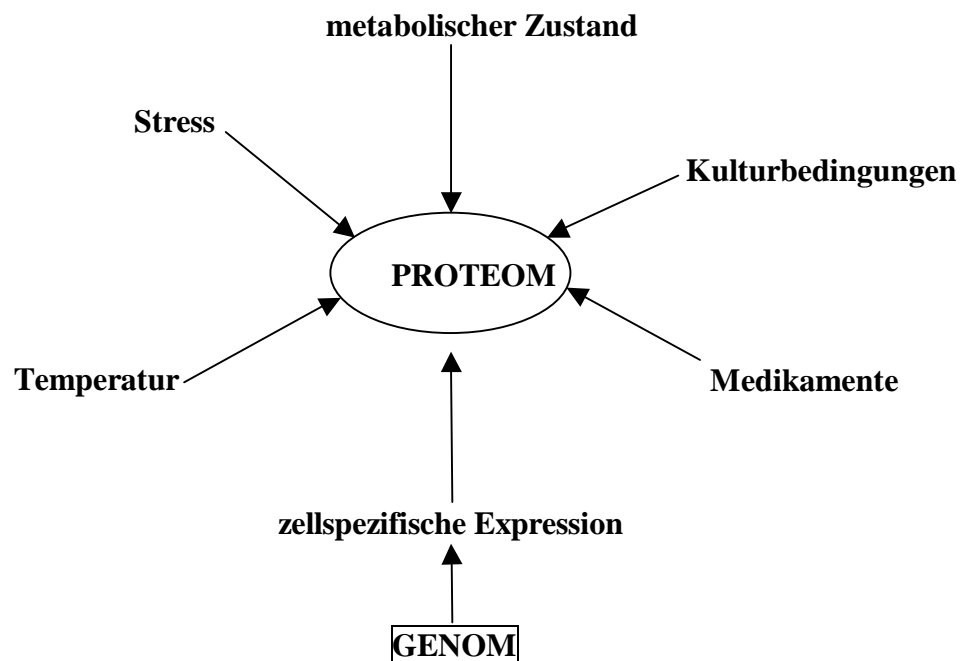 metabolischer Zustand
Stress
Kulturbedingungen
PROTEOM
Temperatur
Medikamente
zellspezifische Expression
GENOM